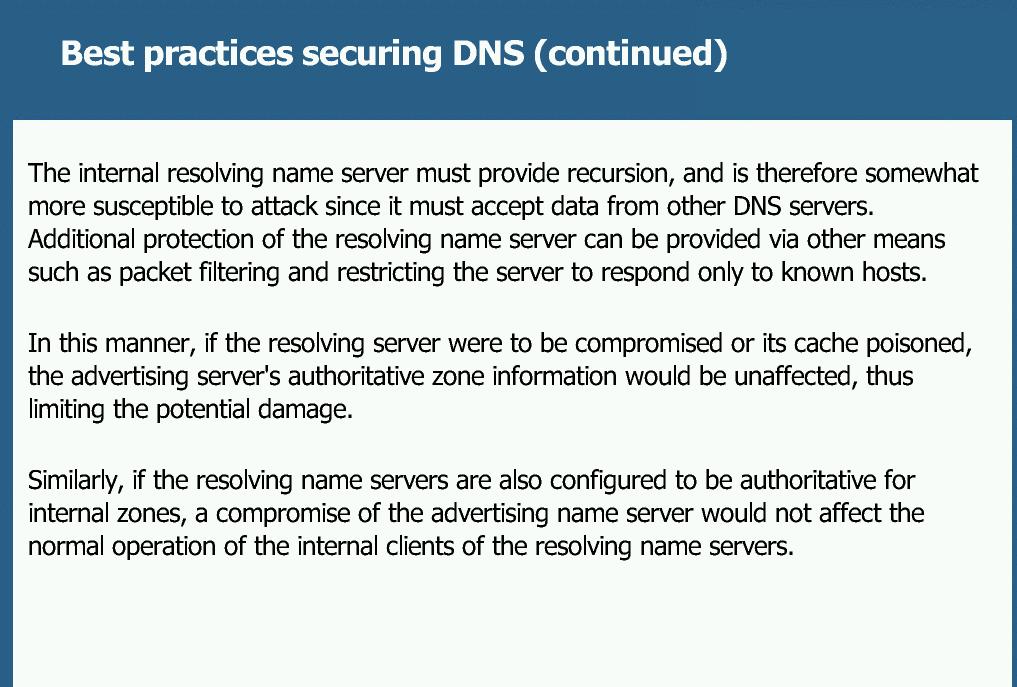 Best practices securing DNS (continued)
The internal resolving name server must provide recursion, and is therefore somewhat
more susceptible to attack since it must accept data from other DNS servers.
Additional protection of the resolving name server can be provided via other means
such as packet filtering and restricting the server to respond only to known hosts.
In this manner, if the resolving server were to be compromised or its cache poisoned,
the advertising server's authoritative zone information would be unaffected, thus
limiting the potential damage.
Similarly, if the resolving name servers are also configured to be authoritative for
internal zones, a compromise of the advertising name server would not affect the
normal operation of the internal clients of the resolving name servers.